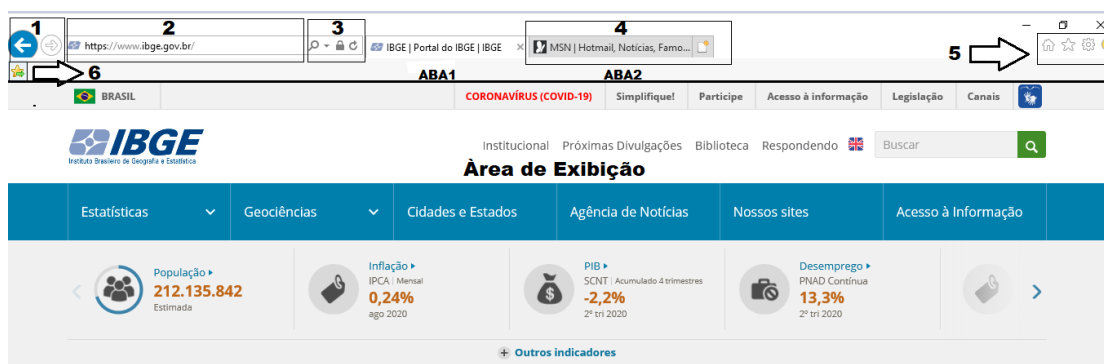 1 2 3 4 5
https://www.ibge.gov.br/ IBGE | Portal do IBGE | IBGE × MSN | Hotmail, Notícias, Famo...
6 ABA1 ABA2
BRASIL CORONAVÍRUS (COVID-19) Simplifique! Participe Acesso à informação Legislação Canais
IBGE Institucional Próximas Divulgações Biblioteca Respondendo Buscar
Instituto Brasileiro de Geografia e Estatística
Àrea de Exibição
Estatísticas Geociências Cidades e Estados Agência de Notícias Nossos sites Acesso à Informação
População Inflação PIB Desemprego
IPCA | Mensal SCNT | Acumulado 4 trimestres PNAD Contínua
212.135.842 0,24% -2,2% 13,3%
Estimada ago 2020 2º tri 2020 2º tri 2020
+ Outros indicadores